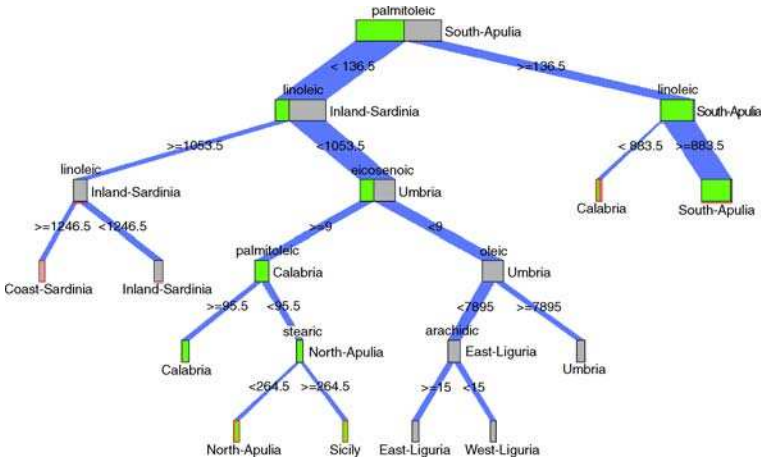 palmitoleic
South-Apulia
< 136.5
>=136.5
linoleic
Inland-Sardinia
linoleic
South-Apulia
>=1053.5
<1053.5
< 883.5
>=883.5
linoleic
Inland-Sardinia
eicosenoic
Umbria
Calabria
South-Apulia
>=1246.5
<1246.5
>=9
<9
palmitoleic
Calabria
oleic
Umbria
Coast-Sardinia
Inland-Sardinia
>=95.5
<95.5
<7895
>=7895
stearic
North-Apulia
arachidic
East-Liguria
Calabria
Umbria
<264.5
>=264.5
>=15
<15
North-Apulia
Sicily
East-Liguria
West-Liguria